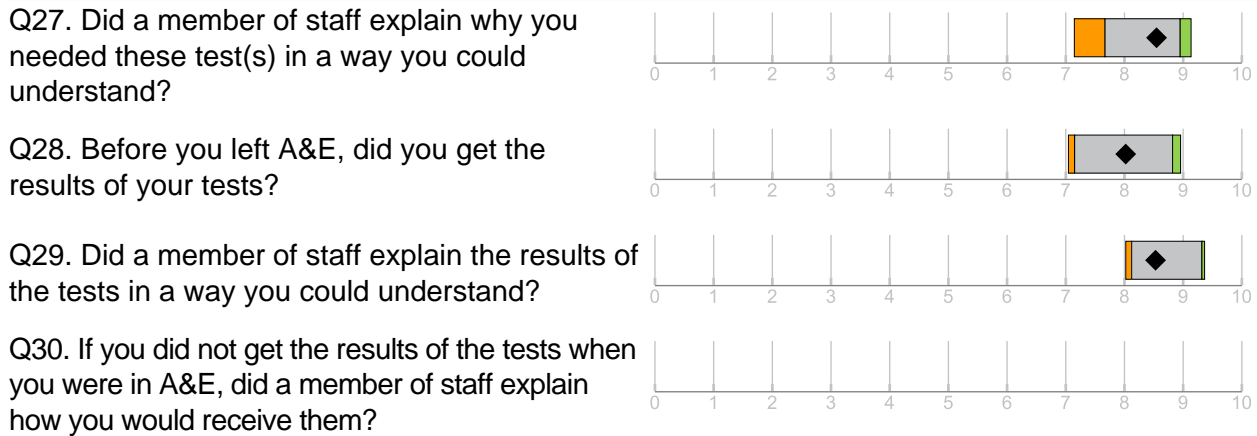 Q27. Did a member of staff explain why you
needed these test(s) in a way you could
understand?
0 1 2 3 4 5 6 7 8 9 10
Q28. Before you left A&E, did you get the
results of your tests?
0 1 2 3 4 5 6 7 8 9 10
Q29. Did a member of staff explain the results of
the tests in a way you could understand?
0 1 2 3 4 5 6 7 8 9 10
Q30. If you did not get the results of the tests when
you were in A&E, did a member of staff explain
how you would receive them?
0 1 2 3 4 5 6 7 8 9 10